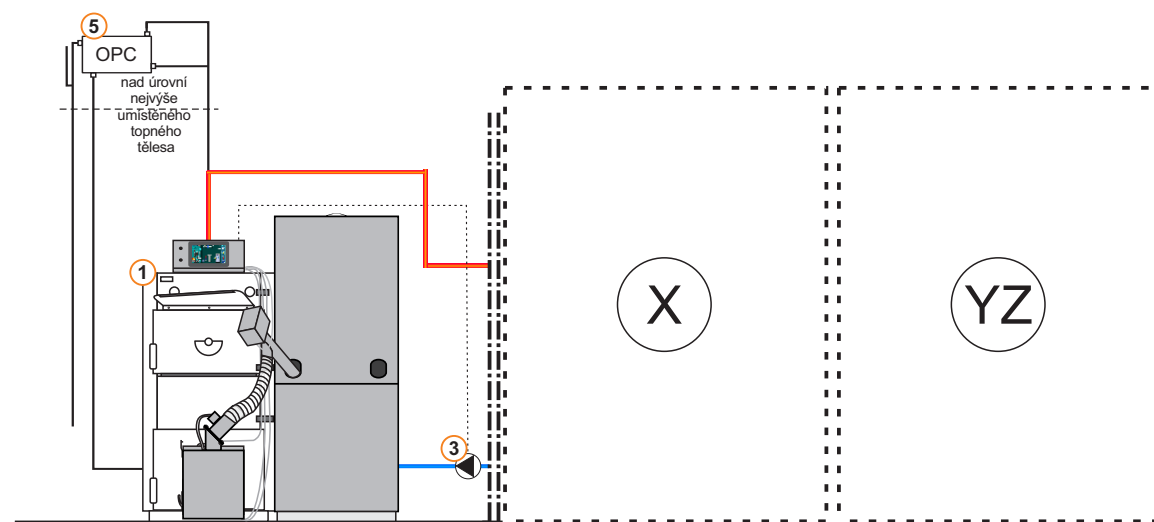 5
OPC
nad úrovní
nejvýše
umístěného
topného
tělesa
1
X
YZ
3